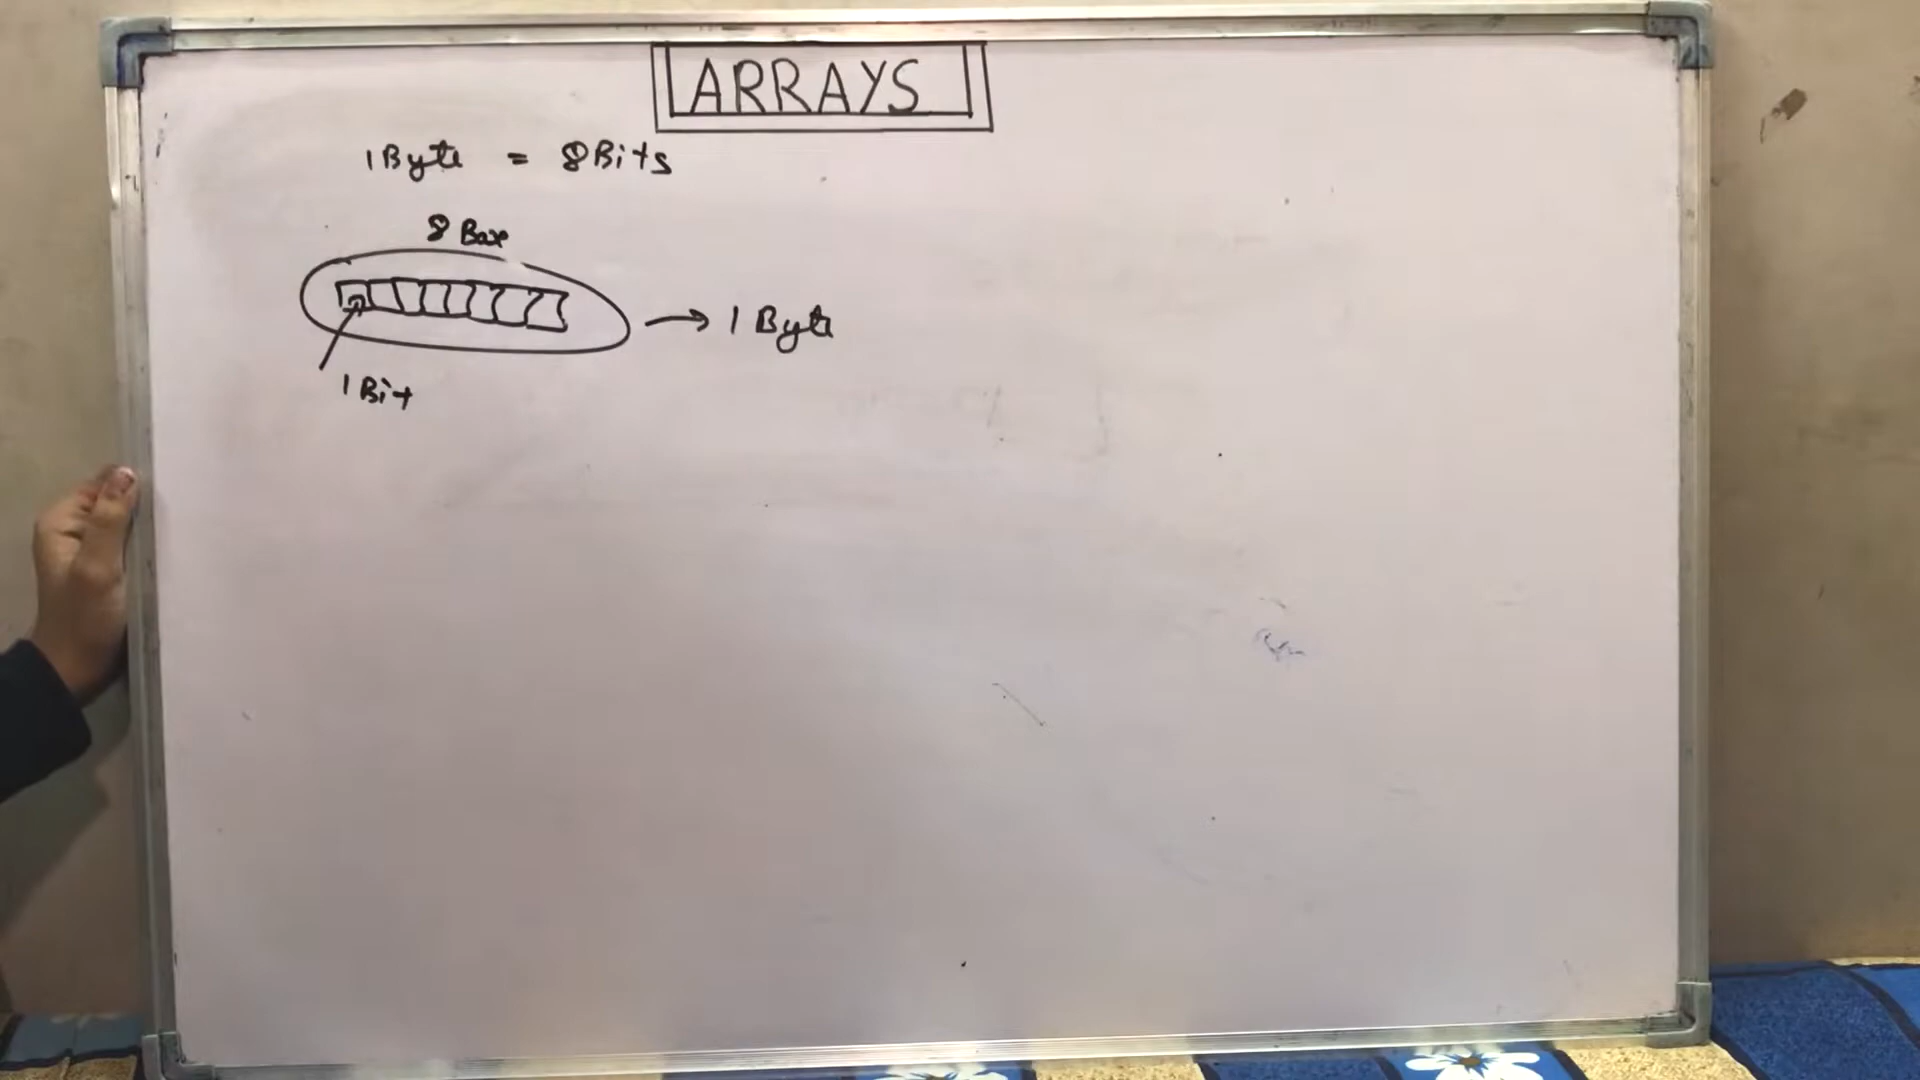 ARRAYS
1 Byte = 8 Bits
8 Box
1 Byte
1 Bit